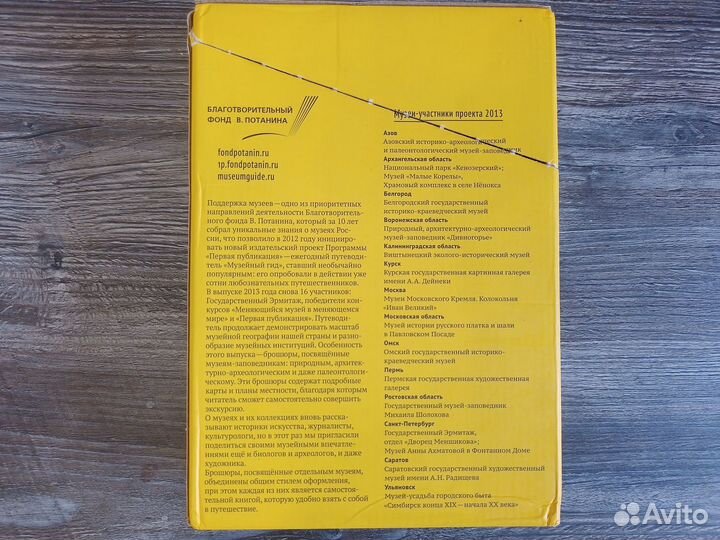 БЛАГОТВОРИТЕЛЬНЫЙ
ФОНД В. ПОТАНИНА
fondpotanin.ru
1p.fondpotanin.ru
museumguide.ru
Поддержка музеев — одно из приоритетных
направлений деятельности Благотворитель-
ного фонда В. Потанина, который за 10 лет
собрал уникальные знания о музеях Рос-
сии, что позволило в 2012 году иницииро-
вать новый издательский проект Программы
«Первая публикация» — ежегодный путеводи-
тель «Музейный гид», ставший необычайно
популярным: его опробовали в действии уже
сотни любознательных путешественников.
В выпуске 2013 года снова 16 участников:
Государственный Эрмитаж, победители кон-
курсов «Меняющийся музей в меняющемся
мире» и «Первая публикация». Путеводи-
тель продолжает демонстрировать масштаб
музейной географии нашей страны и разно-
образие музейных институций. Особенность
этого выпуска — брошюры, посвящённые
музеям-заповедникам: природным, архитек-
турно-археологическим и даже палеонтологи-
ческому. Эти брошюры содержат подробные
карты и планы местности, благодаря которым
читатель сможет самостоятельно совершить
экскурсию.
О музеях и их коллекциях вновь расска-
зывают историки искусства, журналисты,
культурологи, но в этот раз мы пригласили
поделиться своими музейными впечатле-
ниями ещё и биологов и археологов, и даже
художника.
Брошюры, посвящённые отдельным музеям,
объединены общим стилем оформления,
при этом каждая из них является самостоя-
тельной книгой, которую удобно взять с собой
в путешествие.
Музеи-участники проекта 2013
Азов
Азовский историко-археологический
и палеонтологический музей-заповедник
Архангельская область
Национальный парк «Кенозерский»;
Музей «Малые Корелы»,
Храмовый комплекс в селе Нёнокса
Белгород
Белгородский государственный
историко-краеведческий музей
Воронежская область
Природный, архитектурно-археологический
музей-заповедник «Дивногорье»
Калининградская область
Виштынецкий эколого-исторический музей
Курск
Курская государственная картинная галерея
имени А.А. Дейнеки
Москва
Музеи Московского Кремля. Колокольня
«Иван Великий»
Московская область
Музей истории русского платка и шали
в Павловском Посаде
Омск
Омский государственный историко-
краеведческий музей
Пермь
Пермская государственная художественная
галерея
Ростовская область
Государственный музей-заповедник
Михаила Шолохова
Санкт-Петербург
Государственный Эрмитаж,
отдел «Дворец Меншикова»;
Музей Анны Ахматовой в Фонтанном Доме
Саратов
Саратовский государственный художественный
музей имени А.Н. Радищева
Ульяновск
Музей-усадьба городского быта
«Симбирск конца XIX — начала XX века»
Avito